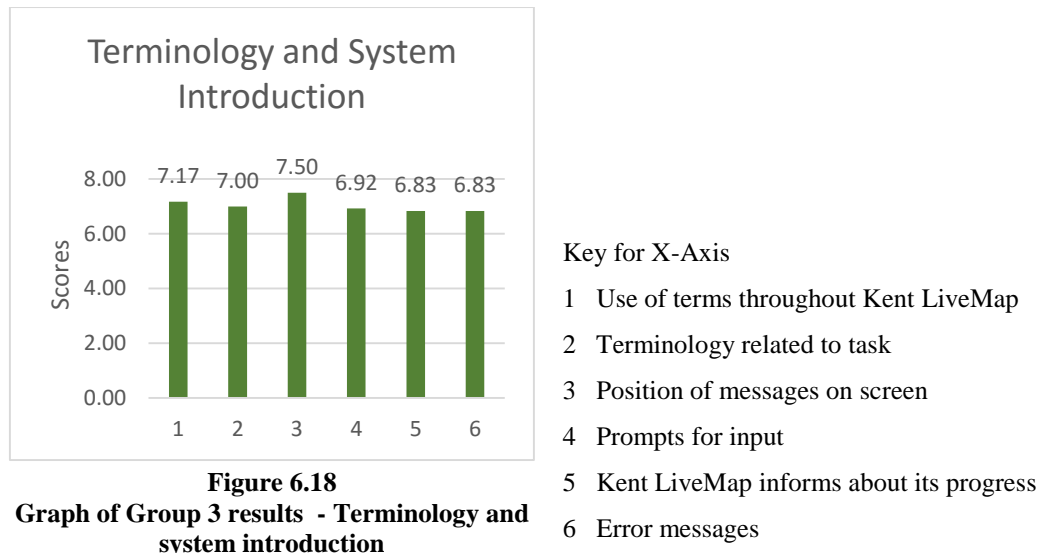 Terminology and System
Introduction
7.17 7.00 7.50 6.92 6.83 6.83
8.00
6.00
4.00
2.00
0.00
Scores
1 2 3 4 5 6
Figure 6.18
Graph of Group 3 results - Terminology and
system introduction
Key for X-Axis
1 Use of terms throughout Kent LiveMap
2 Terminology related to task
3 Position of messages on screen
4 Prompts for input
5 Kent LiveMap informs about its progress
6 Error messages